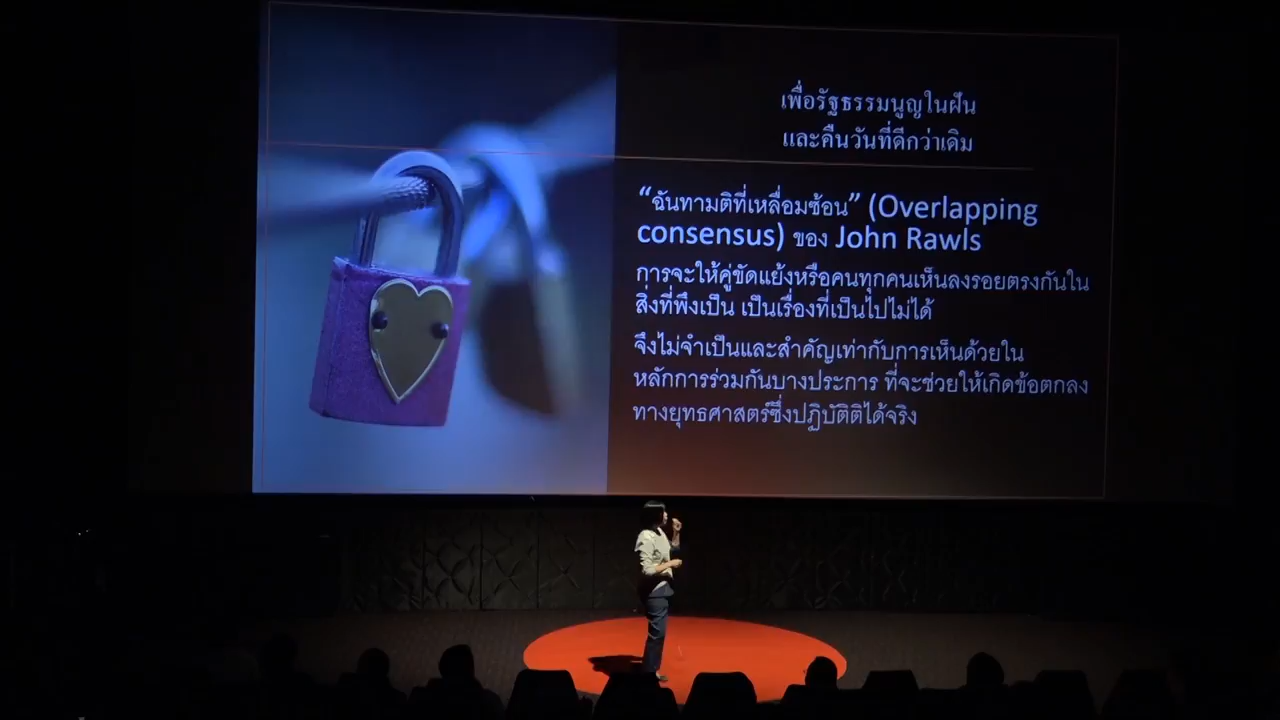 เพื่อรัฐธรรมนูญในฝัน
และคืนวันที่ดีกว่าเดิม
“ฉันทามติที่เหลื่อมซ้อน” (Overlapping
consensus) ของ John Rawls
การจะให้คู่ขัดแย้งหรือคนทุกคนเห็นลงรอยตรงกันใน
สิ่งที่พึงเป็น เป็นเรื่องที่เป็นไปไม่ได้
จึงไม่จำเป็นและสำคัญเท่ากับการเห็นด้วยใน
หลักการร่วมกันบางประการ ที่จะช่วยให้เกิดข้อตกลง
ทางยุทธศาสตร์ซึ่งปฏิบัติติได้จริง